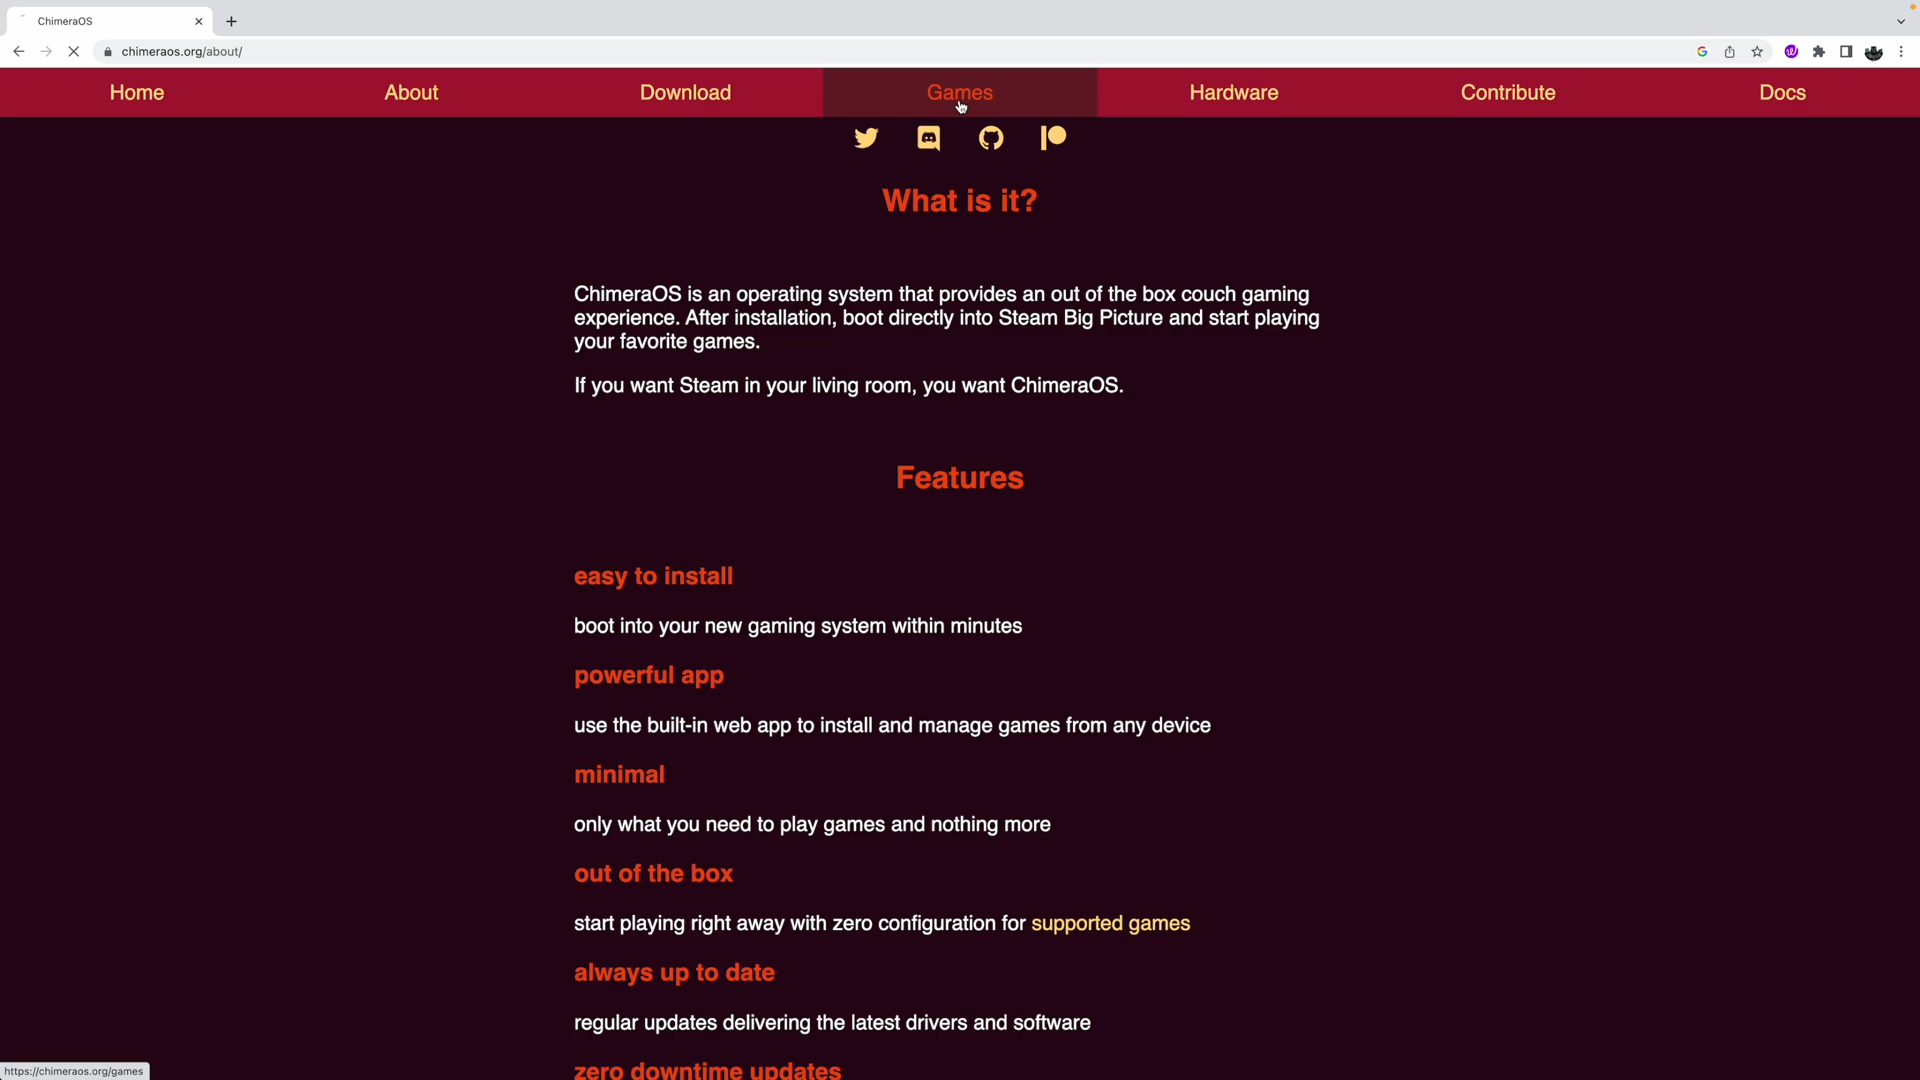 ChimeraOS
chimeraos.org/about/
Home About Download Games Hardware Contribute Docs
What is it?
ChimeraOS is an operating system that provides an out of the box couch gaming
experience. After installation, boot directly into Steam Big Picture and start playing
your favorite games.
If you want Steam in your living room, you want ChimeraOS.
Features
easy to install
boot into your new gaming system within minutes
powerful app
use the built-in web app to install and manage games from any device
minimal
only what you need to play games and nothing more
out of the box
start playing right away with zero configuration for supported games
always up to date
regular updates delivering the latest drivers and software
zero downtime updates
https://chimeraos.org/games